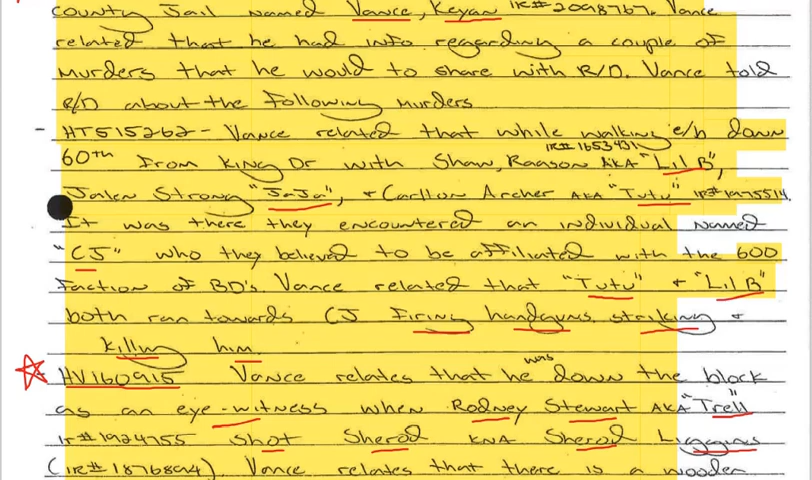 county Jail named Vance, Keyan IR#2098767. Vance
related that he had info regarding a couple of
murders that he would to share with R/D. Vance told
R/D about the following murders
- HT515262 - Vance related that while walking e/b down
60th From King Dr with Shaw, Raason IR#1653431 AKA "Lil B",
Jalen Strong "JaJa", + Carlton Archer AKA "Tutu" IR#1975514.
It was there they encountered an individual named
"CJ" who they believed to be affiliated with the 600
Faction of BD's. Vance related that "Tutu" + "Lil B"
both ran towards CJ Firing handguns striking +
killing him
- HV160915 Vance relates that he was down the block
as an eye-witness when Rodney Stewart AKA "Trell"
IR#1924755 shot Sherod KNA Sherod Liggins
(IR#1876894). Vance relates that there is a wooden